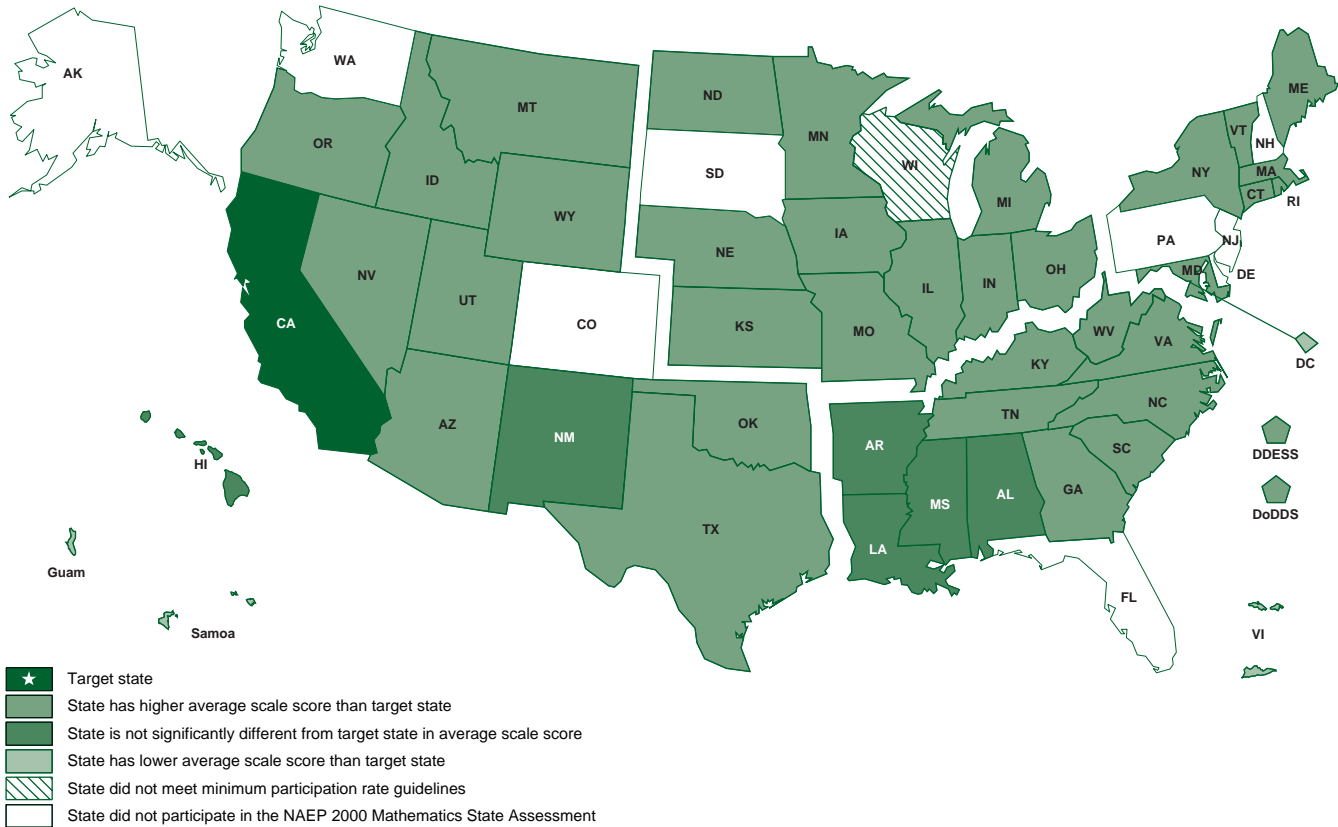 AK
WA
MT
ND
MN
ME
VT
NH
OR
ID
SD
WI
NY
MA
CT
RI
WY
MI
IA
PA
NJ
NV
UT
NE
IL
IN
OH
MD
DE
CA
CO
KS
MO
WV
VA
KY
DC
AZ
NM
OK
TN
NC
AR
SC
DDESS
HI
MS
AL
GA
DoDDS
TX
LA
Guam
FL
Samoa
VI
Target state
State has higher average scale score than target state
State is not significantly different from target state in average scale score
State has lower average scale score than target state
State did not meet minimum participation rate guidelines
State did not participate in the NAEP 2000 Mathematics State Assessment